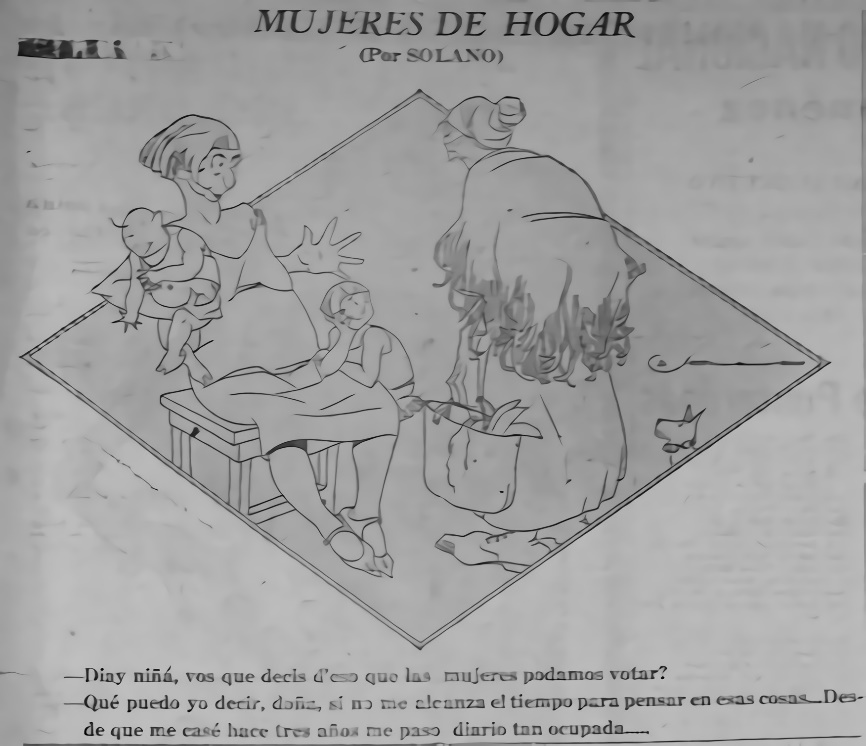 MUJERES DE HOGAR
(Por SOLANO)
—Diay niñá, vos que decis d'eso que las mujeres podamos votar?
—Qué puedo yo decir, doña, si no me alcanza el tiempo para pensar en esas cosas...Des-
de que me casé hace tres años me paso diario tan ocupada....